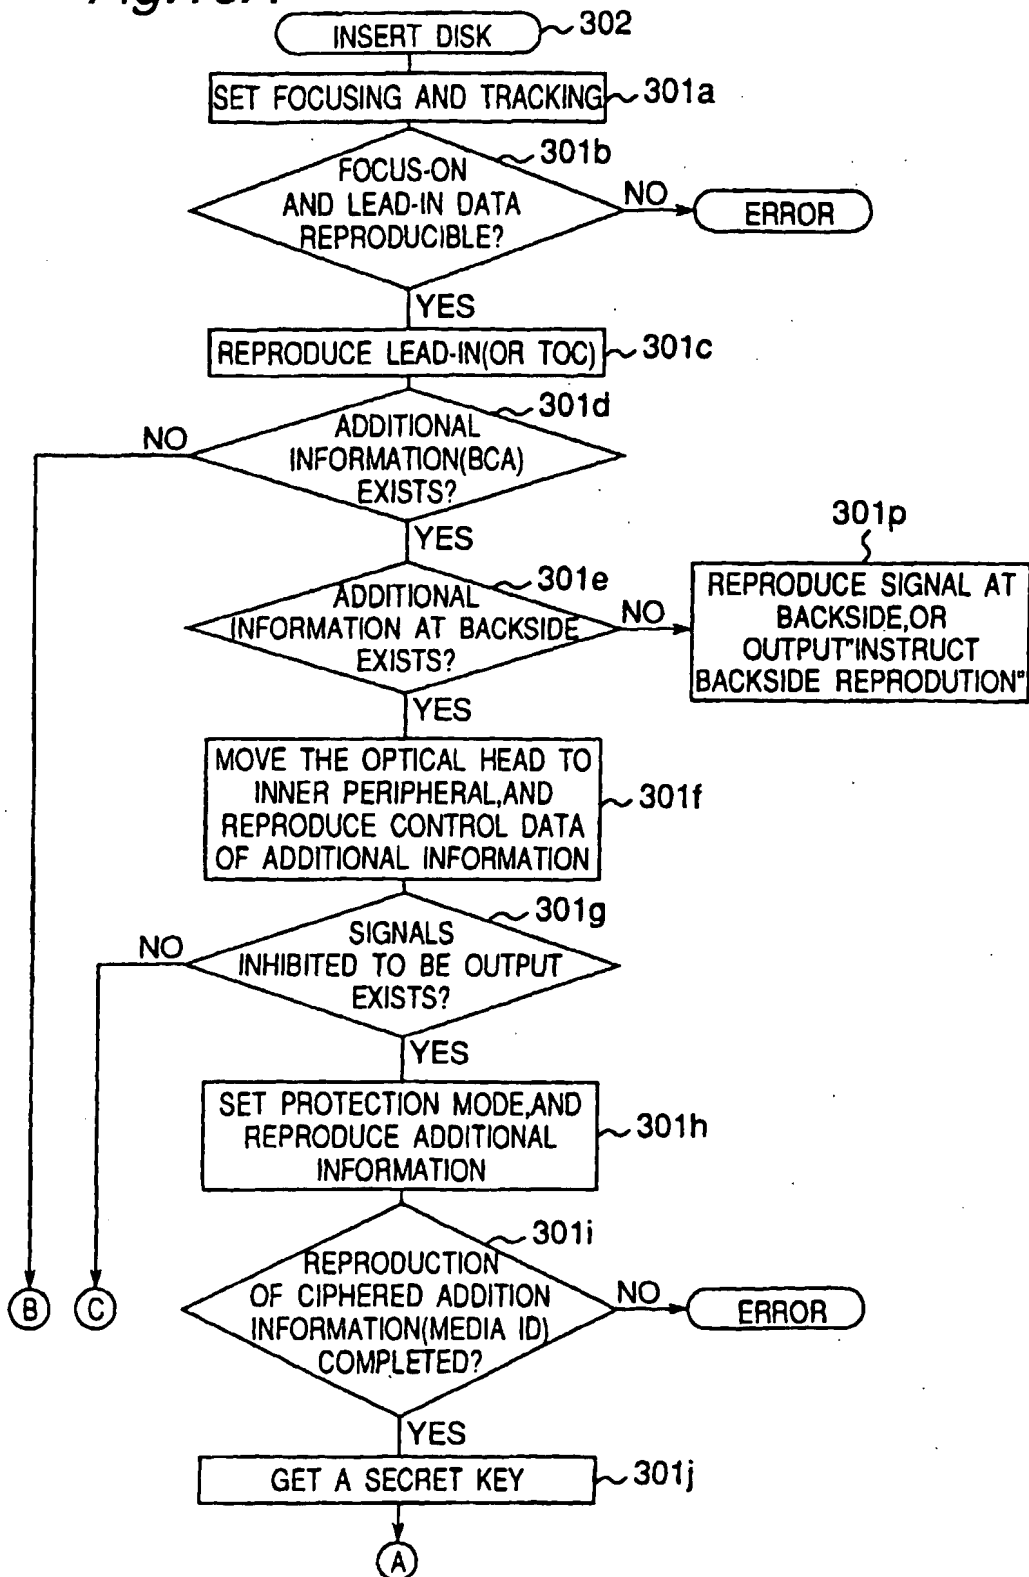 INSERT DISK
302
SET FOCUSING AND TRACKING
301a
301b
FOCUS-ON
AND LEAD-IN DATA
REPRODUCIBLE?
NO
ERROR
YES
REPRODUCE LEAD-IN(OR TOC)
301c
301d
NO
ADDITIONAL
INFORMATION(BCA)
EXISTS?
YES
301p
301e
ADDITIONAL
INFORMATION AT BACKSIDE
EXISTS?
NO
REPRODUCE SIGNAL AT
BACKSIDE,OR
OUTPUT"INSTRUCT
BACKSIDE REPRODUTION"
YES
MOVE THE OPTICAL HEAD TO
INNER PERIPHERAL,AND
REPRODUCE CONTROL DATA
OF ADDITIONAL INFORMATION
301f
301g
NO
SIGNALS
INHIBITED TO BE OUTPUT
EXISTS?
YES
SET PROTECTION MODE,AND
REPRODUCE ADDITIONAL
INFORMATION
301h
301i
REPRODUCTION
OF CIPHERED ADDITION
INFORMATION(MEDIA ID)
COMPLETED?
NO
ERROR
B
C
YES
GET A SECRET KEY
301j
A